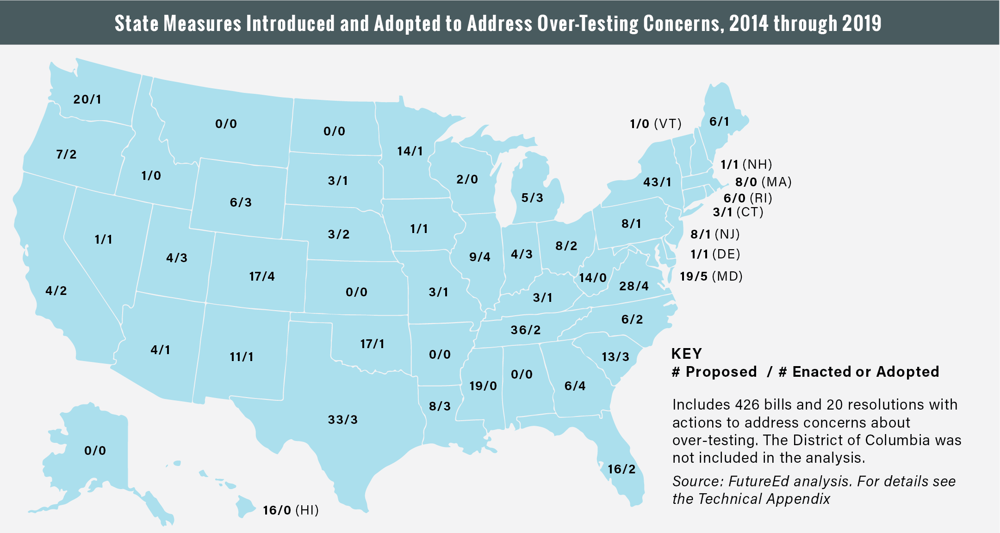 State Measures Introduced and Adopted to Address Over-Testing Concerns, 2014 through 2019
20/1
0/0
0/0
1/0 (VT)
6/1
7/2
14/1
1/0
3/1
2/0
43/1
1/1 (NH)
8/0 (MA)
6/3
5/3
6/0 (RI)
3/1 (CT)
1/1
3/2
1/1
8/1
8/1 (NJ)
4/3
9/4
4/3
8/2
1/1 (DE)
17/4
14/0
19/5 (MD)
4/2
0/0
3/1
3/1
28/4
6/2
36/2
4/1
11/1
17/1
0/0
13/3
0/0
19/0
6/4
8/3
33/3
0/0
16/2
16/0 (HI)
KEY
# Proposed / # Enacted or Adopted
Includes 426 bills and 20 resolutions with
actions to address concerns about
over-testing. The District of Columbia was
not included in the analysis.
Source: FutureEd analysis. For details see
the Technical Appendix